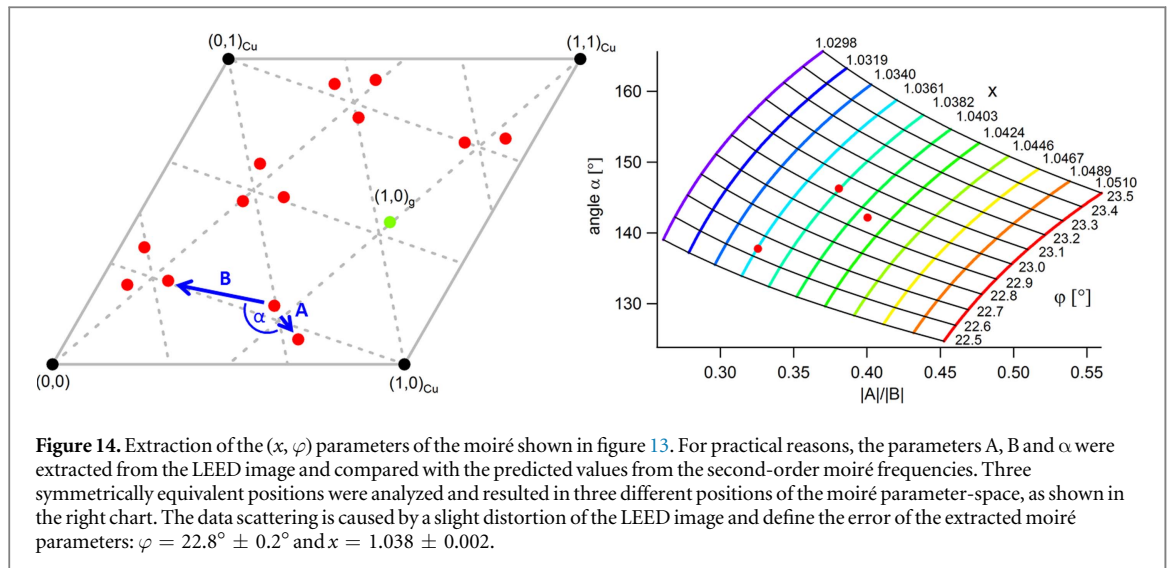 (0,1)Cu
(1,1)Cu
(1,0)g
B
A
α
(0,0)
(1,0)Cu
angle α [°]
160
150
140
130
0.30
0.35
0.40
0.45
0.50
0.55
|A|/|B|
x
1.0298
1.0319
1.0340
1.0361
1.0382
1.0403
1.0424
1.0446
1.0467
1.0489
1.0510
23.5
23.4
23.3
23.2
23.1
23.0
22.9
22.8
22.7
22.6
22.5
φ [°]
Figure 14. Extraction of the (x, φ) parameters of the moiré shown in figure 13. For practical reasons, the parameters A, B and α were
extracted from the LEED image and compared with the predicted values from the second-order moiré frequencies. Three
symmetrically equivalent positions were analyzed and resulted in three different positions of the moiré parameter-space, as shown in
the right chart. The data scattering is caused by a slight distortion of the LEED image and define the error of the extracted moiré
parameters: φ = 22.8° ± 0.2° and x = 1.038 ± 0.002.